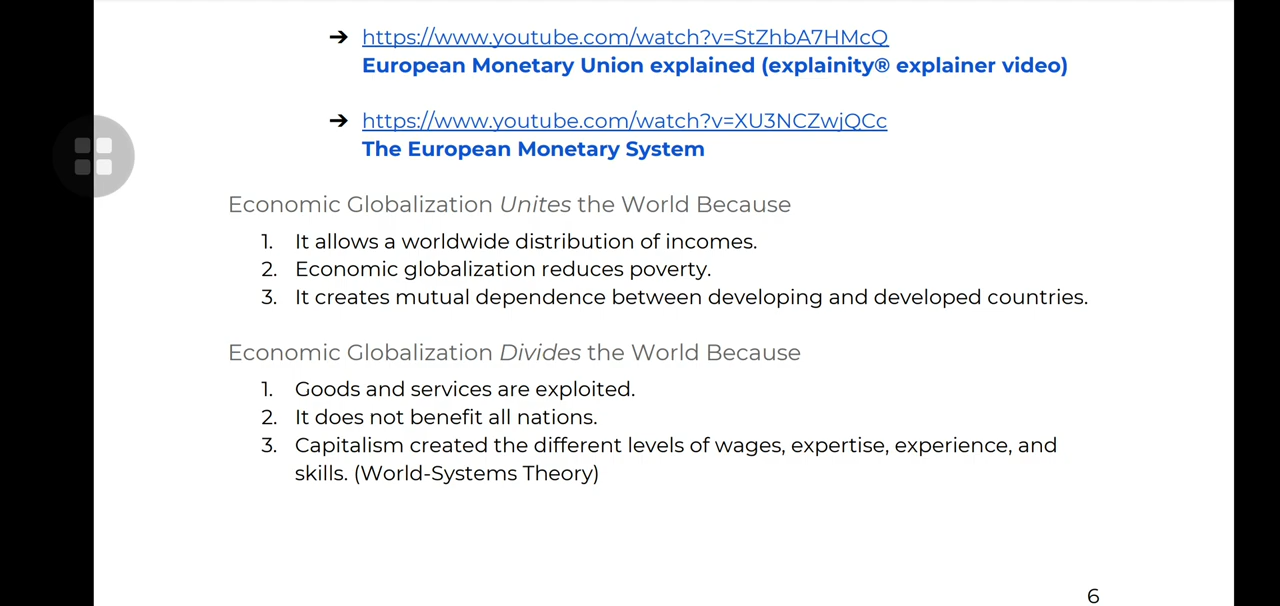 ➔ https://www.youtube.com/watch?v=StZhbA7HMcQ
European Monetary Union explained (explainity® explainer video)
➔ https://www.youtube.com/watch?v=XU3NCZwjQCc
The European Monetary System
Economic Globalization Unites the World Because
1. It allows a worldwide distribution of incomes.
2. Economic globalization reduces poverty.
3. It creates mutual dependence between developing and developed countries.
Economic Globalization Divides the World Because
1. Goods and services are exploited.
2. It does not benefit all nations.
3. Capitalism created the different levels of wages, expertise, experience, and
skills. (World-Systems Theory)
6